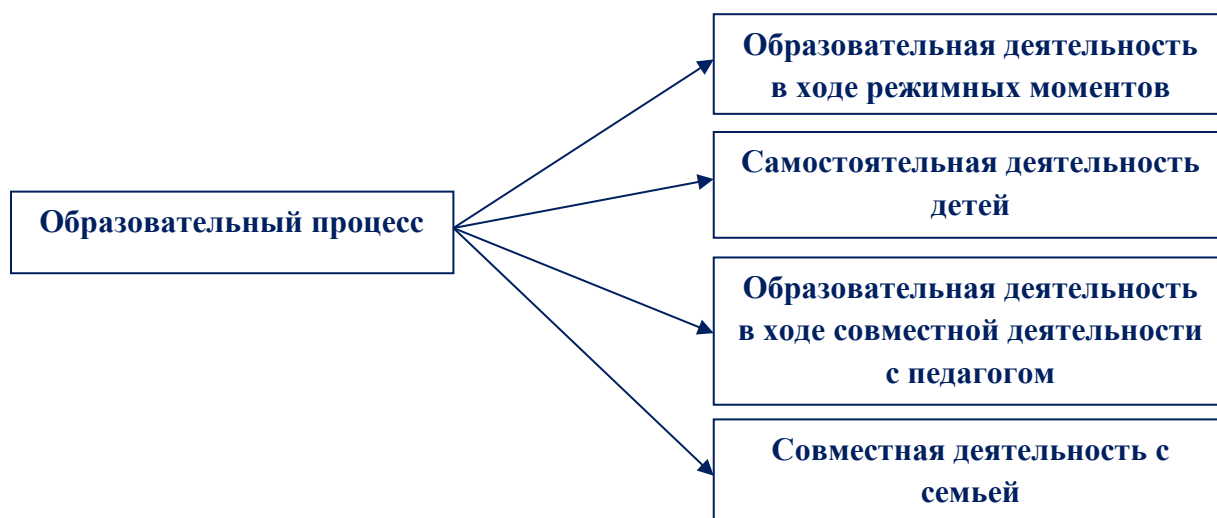 Образовательная деятельность
в ходе режимных моментов
Самостоятельная деятельность
детей
Образовательный процесс
Образовательная деятельность
в ходе совместной деятельности
с педагогом
Совместная деятельность с
семьей